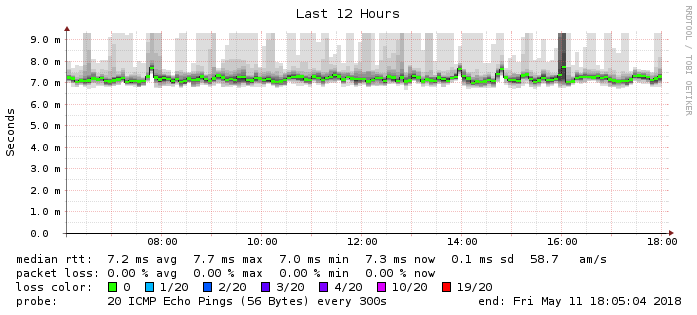 Last 12 Hours
RRDTOOL / TOBI OETIKER
Seconds
9.0 m
8.0 m
7.0 m
6.0 m
5.0 m
4.0 m
3.0 m
2.0 m
1.0 m
0.0
08:00 10:00 12:00 14:00 16:00 18:00
median rtt: 7.2 ms avg 7.7 ms max 7.0 ms min 7.3 ms now 0.1 ms sd 58.7 am/s
packet loss: 0.00 % avg 0.00 % max 0.00 % min 0.00 % now
loss color: 0 1/20 2/20 3/20 4/20 10/20 19/20
probe: 20 ICMP Echo Pings (56 Bytes) every 300s end: Fri May 11 18:05:04 2018